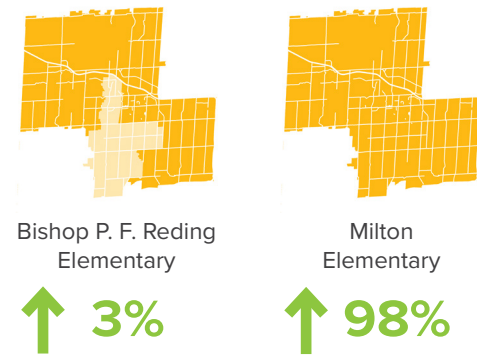 Bishop P. F. Reding
Elementary
3%
Milton
Elementary
98%